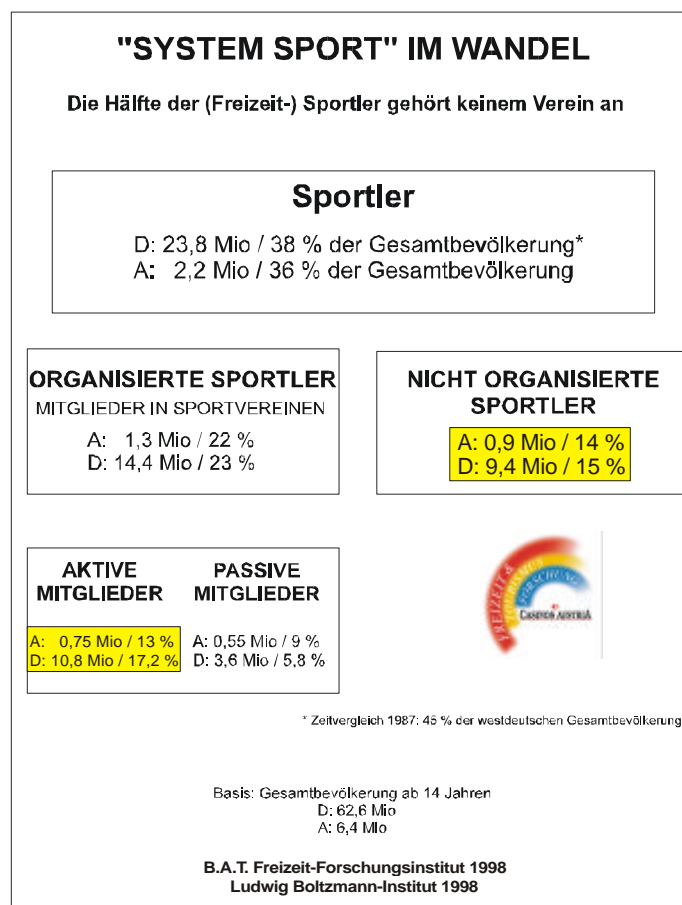 "SYSTEM SPORT" IM WANDEL
Die Hälfte der (Freizeit-) Sportler gehört keinem Verein an
Sportler
D: 23,8 Mio / 38 % der Gesamtbevölkerung*
A: 2,2 Mio / 36 % der Gesamtbevölkerung
ORGANISIERTE SPORTLER
MITGLIEDER IN SPORTVEREINEN
A: 1,3 Mio / 22 %
D: 14,4 Mio / 23 %
NICHT ORGANISIERTE
SPORTLER
A: 0,9 Mio / 14 %
D: 9,4 Mio / 15 %
AKTIVE
MITGLIEDER
A: 0,75 Mio / 13 %
D: 10,8 Mio / 17,2 %
PASSIVE
MITGLIEDER
A: 0,55 Mio / 9 %
D: 3,6 Mio / 5,8 %
FREIZEIT &
TOURISMUS
FORSCHUNG
CASINOS AUSTRIA
* Zeitvergleich 1987: 45 % der westdeutschen Gesamtbevölkerung
Basis: Gesamtbevölkerung ab 14 Jahren
D: 62,6 Mio
A: 6,4 Mio
B.A.T. Freizeit-Forschungsinstitut 1998
Ludwig Boltzmann-Institut 1998